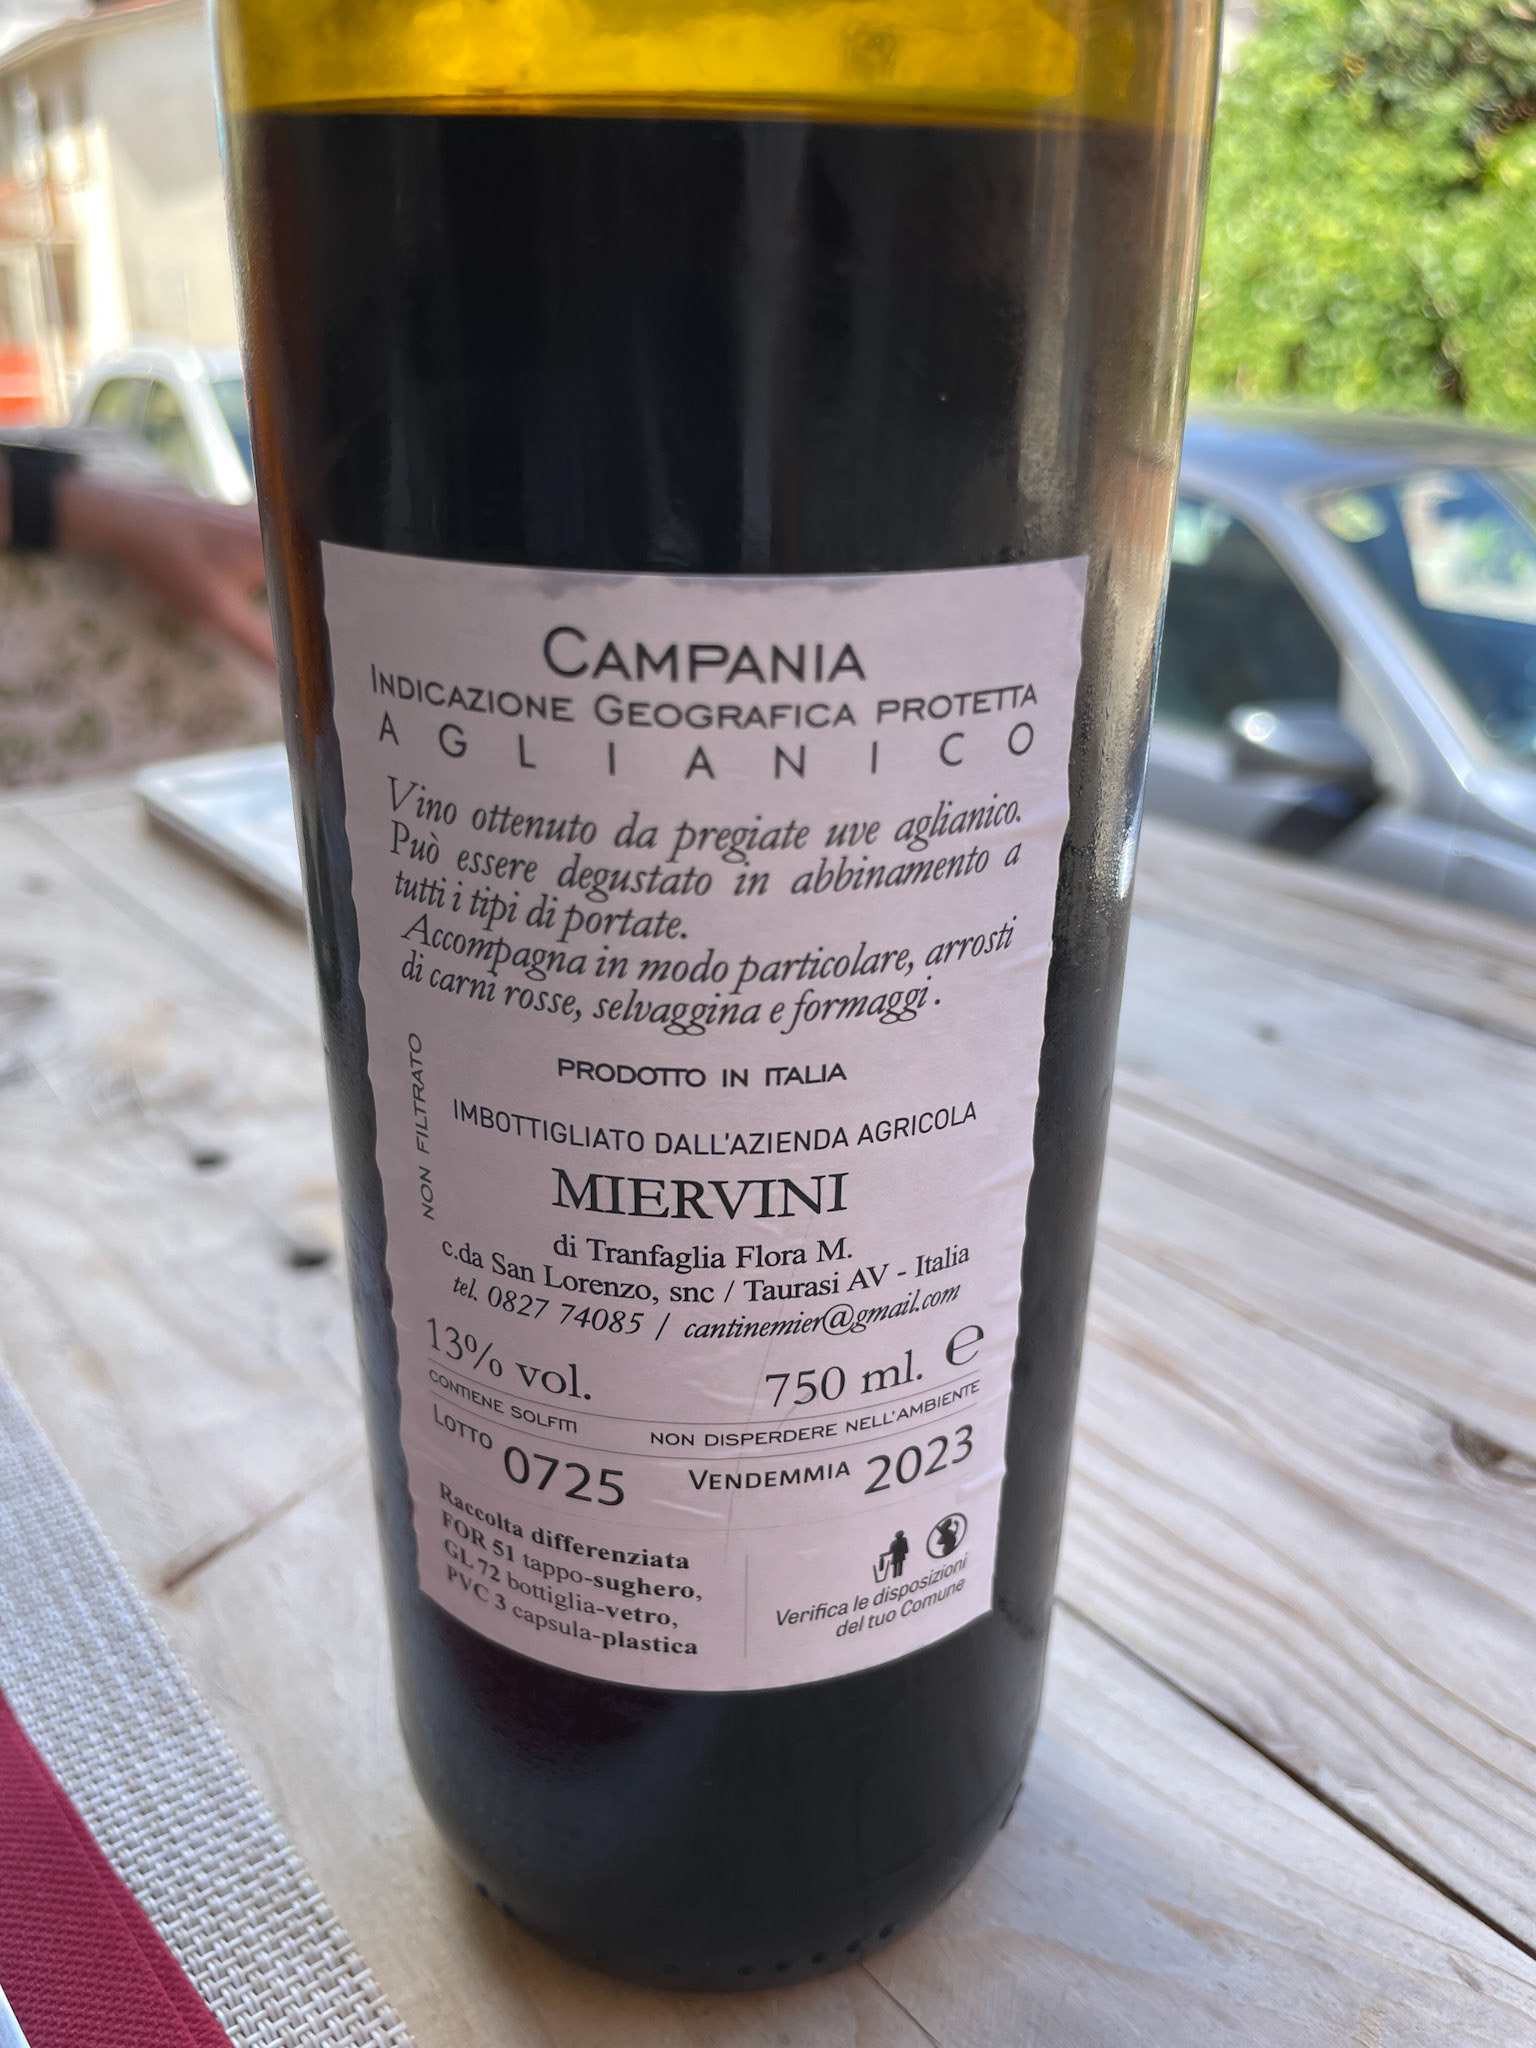 CAMPANIA
INDICAZIONE GEOGRAFICA PROTETTA
AGLIANICO
Vino ottenuto da pregiate uve aglianico.
Può essere degustato in abbinamento a
tutti i tipi di portate.
Accompagna in modo particolare, arrosti
di carni rosse, selvaggina e formaggi.
NON FILTRATO
PRODOTTO IN ITALIA
IMBOTTIGLIATO DALL'AZIENDA AGRICOLA
MIERVINI
di Tranfaglia Flora M.
c.da San Lorenzo, snc / Taurasi AV - Italia
tel. 0827 74085 / cantinemier@gmail.com
13% vol. 750 ml. e
CONTIENE SOLFITI NON DISPERDERE NELL'AMBIENTE
LOTTO 0725 VENDEMMIA 2023
Raccolta differenziata
FOR 51 tappo-sughero,
GL 72 bottiglia-vetro,
PVC 3 capsula-plastica
Verifica le disposizioni
del tuo Comune